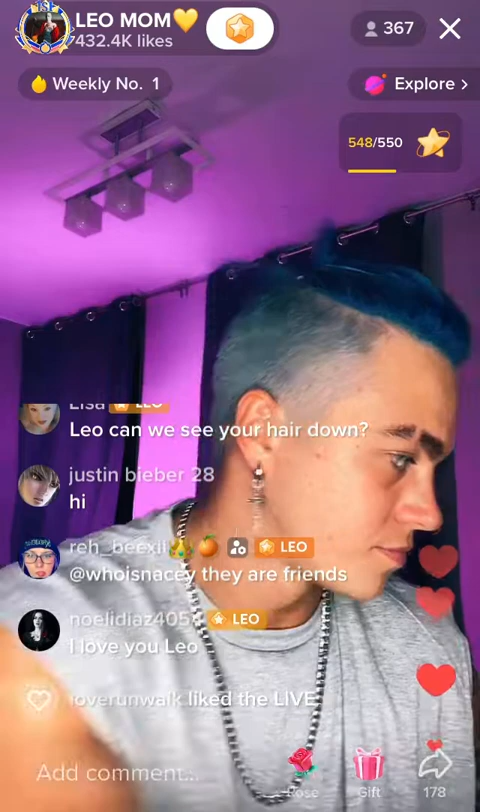 LEO MOM💛
432.4K likes
367
Weekly No. 1
Explore >
548/550
Lisa LEO
Leo can we see your hair down?
justin bieber 28
hi
reh_beexii👑🍊 LEO
@whoisnacey they are friends
noelidiaz405 LEO
I love you Leo
loverunwalk liked the LIVE
Add comment...
Rose
Gift
178